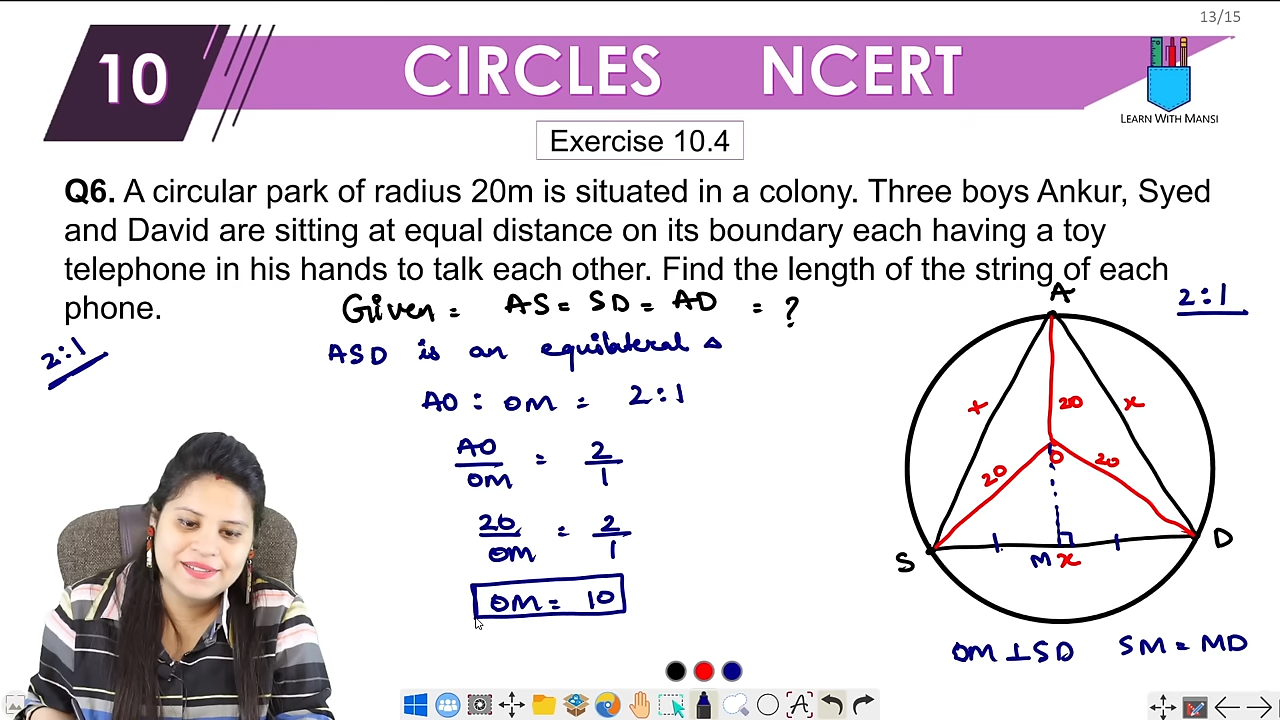 13/15
10
CIRCLES NCERT
LEARN WITH MANSI
Exercise 10.4
Q6. A circular park of radius 20m is situated in a colony. Three boys Ankur, Syed
and David are sitting at equal distance on its boundary each having a toy
telephone in his hands to talk each other. Find the length of the string of each
phone.
Given = AS = SD = AD = ?
2:1
ASD is an equilateral Δ
AO : OM = 2:1
AO/OM = 2/1
20/OM = 2/1
OM = 10
2:1
A
x
20
x
O
20
20
S
M
x
D
OM ⊥ SD
SM = MD